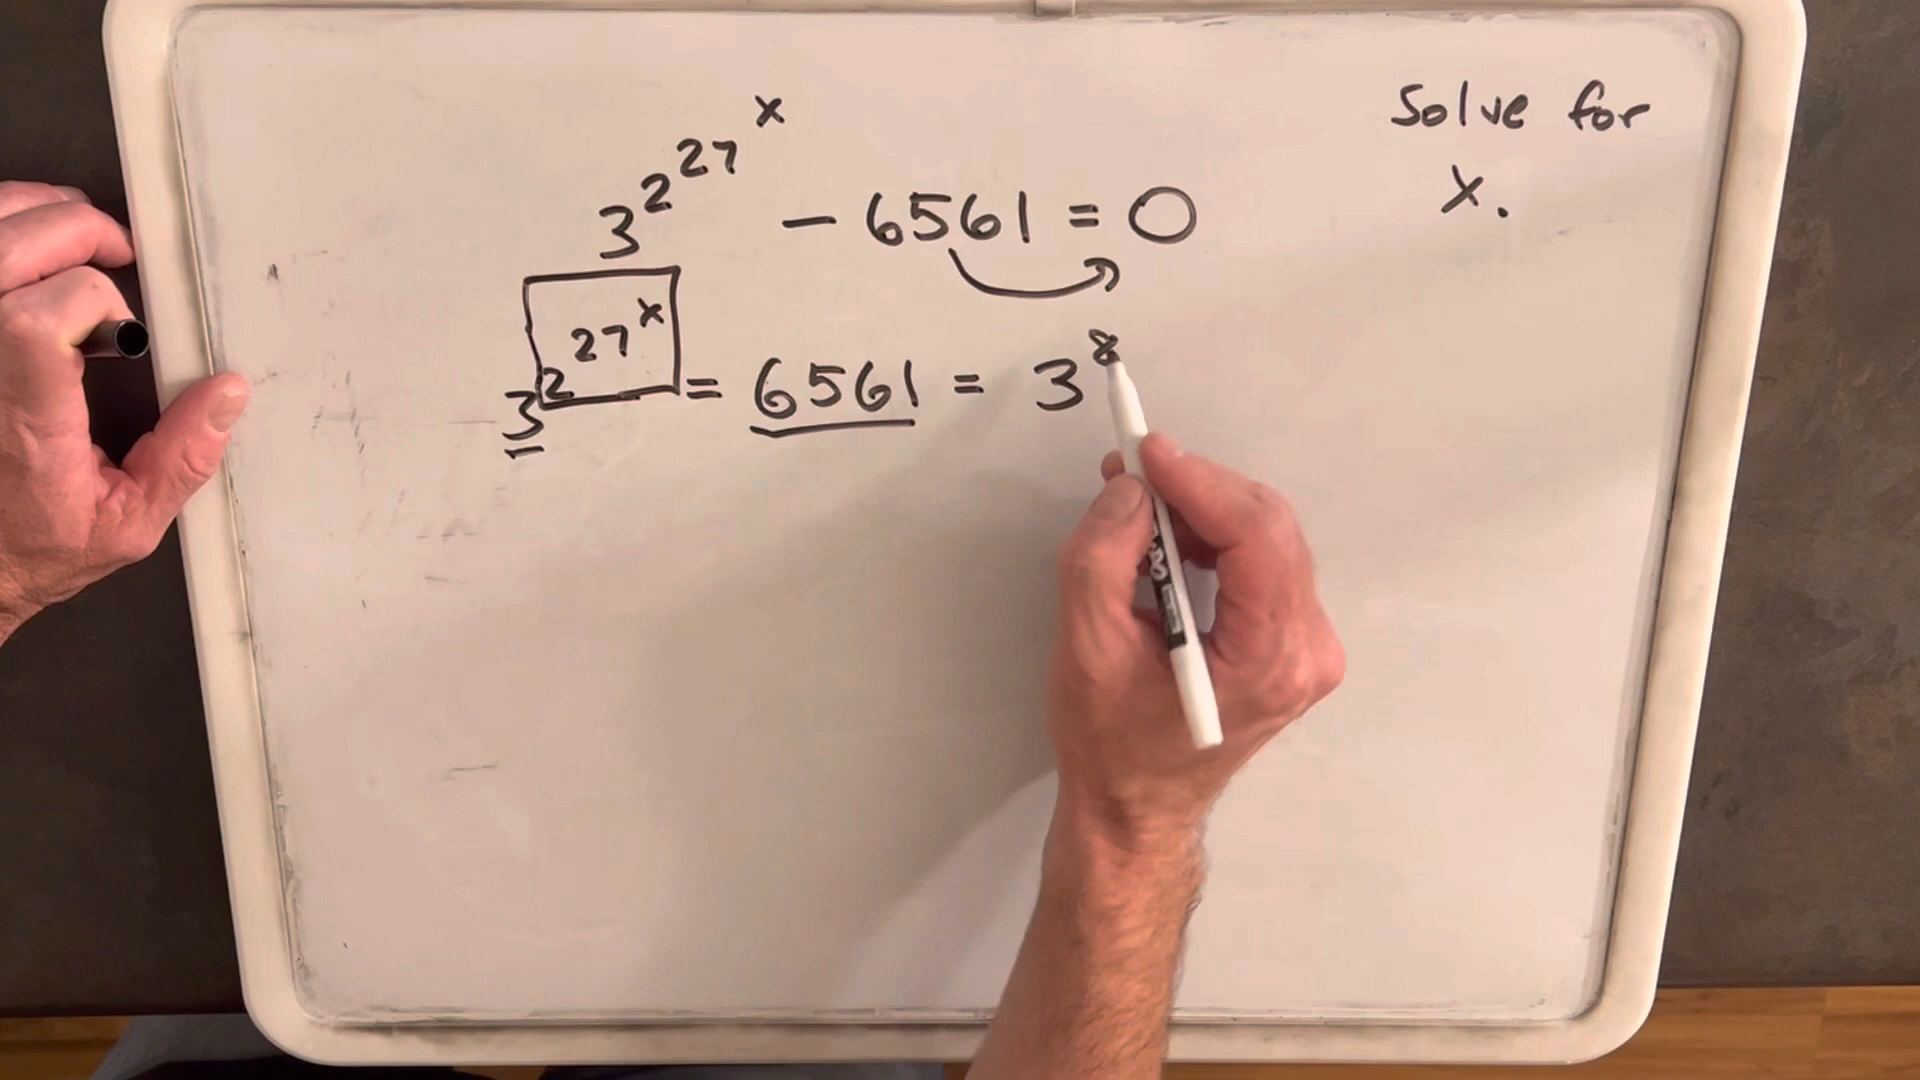 3^2^27^x - 6561 = 0
Solve for
x.
3^2^27^x = 6561 = 3^8